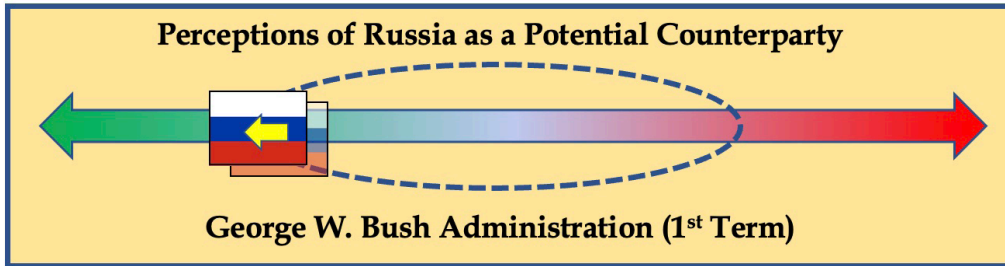 Perceptions of Russia as a Potential Counterparty
George W. Bush Administration (1st Term)